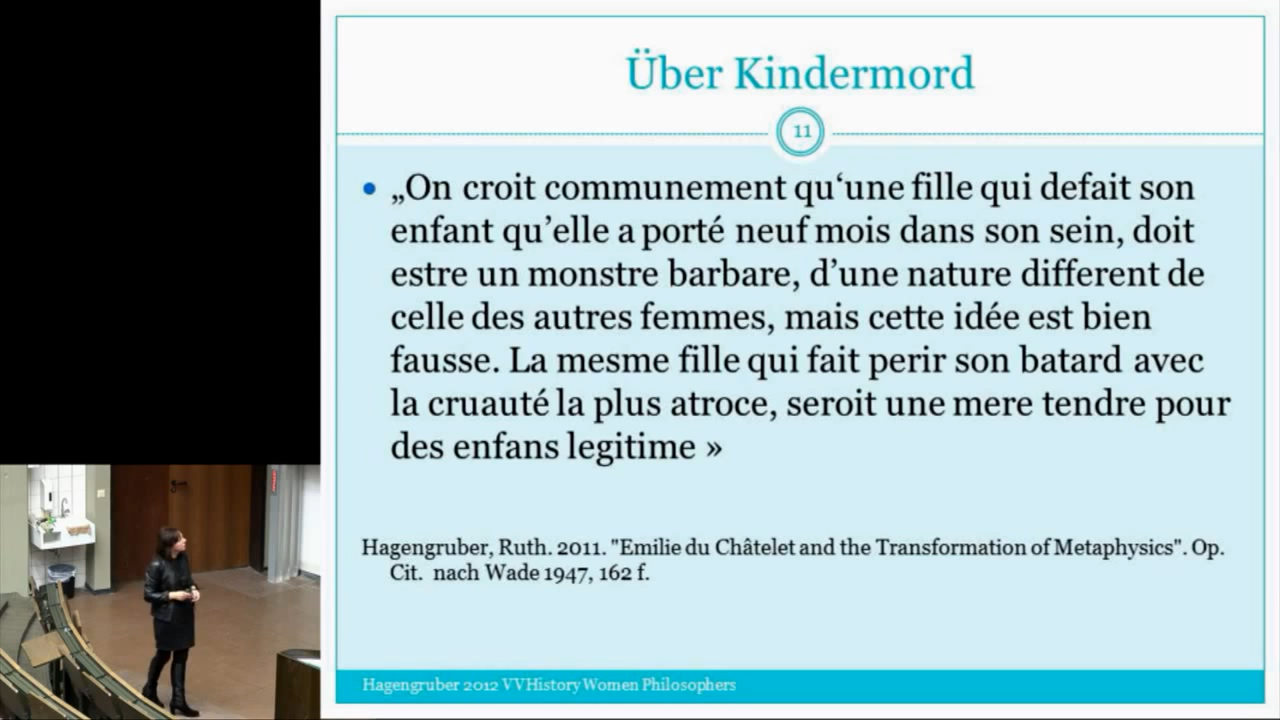 Über Kindermord
11
• „On croit communement qu‘une fille qui defait son
enfant qu’elle a porté neuf mois dans son sein, doit
estre un monstre barbare, d’une nature different de
celle des autres femmes, mais cette idée est bien
fausse. La mesme fille qui fait perir son batard avec
la cruauté la plus atroce, seroit une mere tendre pour
des enfans legitime »
Hagengruber, Ruth. 2011. "Emilie du Châtelet and the Transformation of Metaphysics". Op.
Cit. nach Wade 1947, 162 f.
Hagengruber 2012 VVHistory Women Philosophers